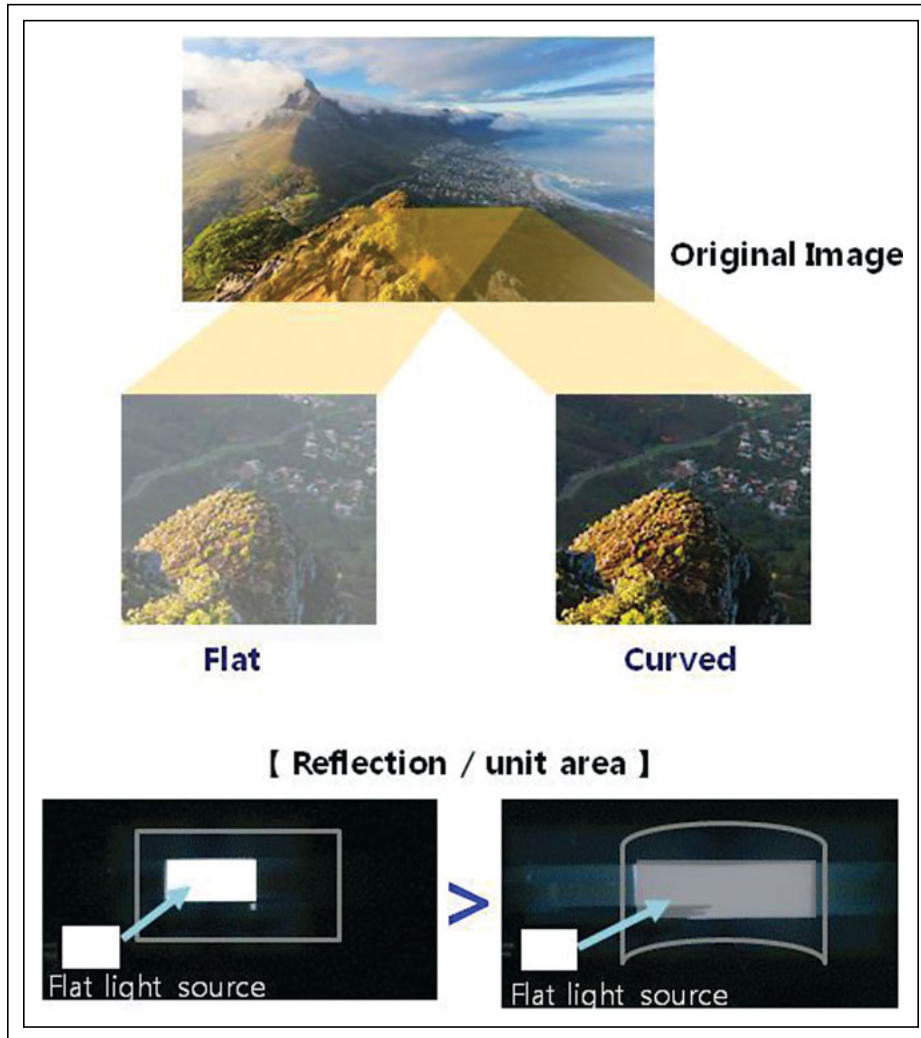 Original Image
Flat
Curved
【 Reflection / unit area 】
>
Flat light source
Flat light source